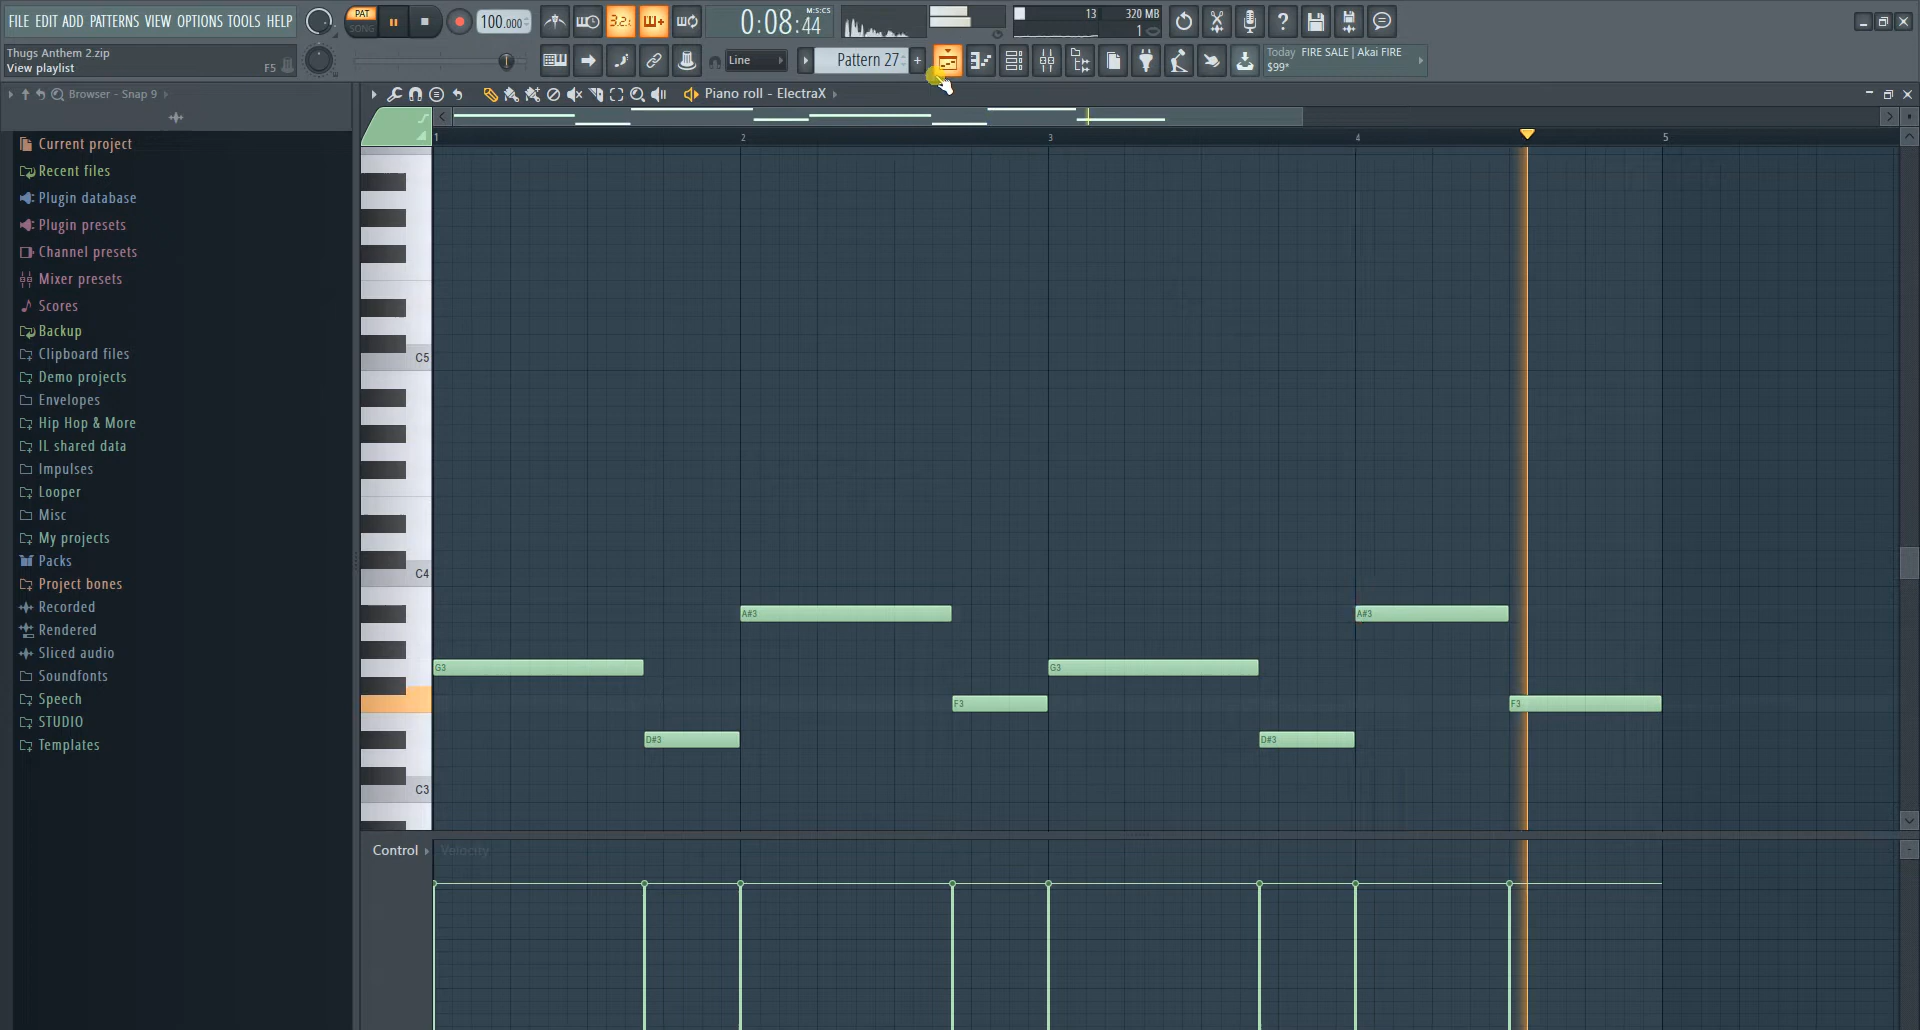 FILE EDIT ADD PATTERNS VIEW OPTIONS TOOLS HELP
PAT
SONG
100.000
3.2.
0:08:44
M:S:CS
13
320 MB
1
Thugs Anthem 2.zip
View playlist
F5
Line
Pattern 27
+
Today FIRE SALE | Akai FIRE
$99*
Browser - Snap 9
Piano roll - ElectraX
Current project
Recent files
Plugin database
Plugin presets
Channel presets
Mixer presets
Scores
Backup
Clipboard files
Demo projects
Envelopes
Hip Hop & More
IL shared data
Impulses
Looper
Misc
My projects
Packs
Project bones
Recorded
Rendered
Sliced audio
Soundfonts
Speech
STUDIO
Templates
1 2 3 4 5
C5
C4
A#3 A#3
G3 G3
F3 F3
D#3 D#3
C3
Control
Velocity